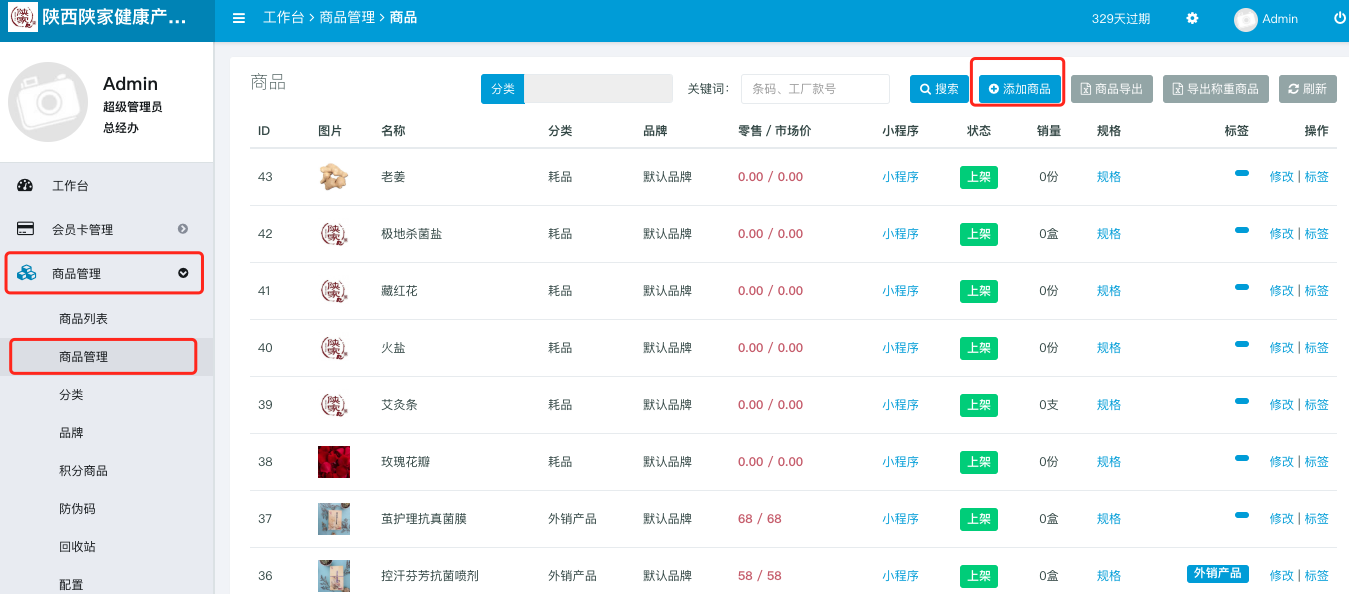 陕西陕家健康产...
工作台 > 商品管理 > 商品
329天过期
Admin
Admin
超级管理员
总经办
工作台
会员卡管理
商品管理
商品列表
商品管理
分类
品牌
积分商品
防伪码
回收站
配置
商品
分类
关键词:
条码、工厂款号
搜索
添加商品
商品导出
导出称重商品
刷新
ID 图片 名称 分类 品牌 零售 / 市场价 小程序 状态 销量 规格 标签 操作
43 老姜 耗品 默认品牌 0.00 / 0.00 小程序 上架 0份 规格 修改 | 标签
42 极地杀菌盐 耗品 默认品牌 0.00 / 0.00 小程序 上架 0盒 规格 修改 | 标签
41 藏红花 耗品 默认品牌 0.00 / 0.00 小程序 上架 0份 规格 修改 | 标签
40 火盐 耗品 默认品牌 0.00 / 0.00 小程序 上架 0份 规格 修改 | 标签
39 艾灸条 耗品 默认品牌 0.00 / 0.00 小程序 上架 0支 规格 修改 | 标签
38 玫瑰花瓣 耗品 默认品牌 0.00 / 0.00 小程序 上架 0份 规格 修改 | 标签
37 茧护理抗真菌膜 外销产品 默认品牌 68 / 68 小程序 上架 0盒 规格 修改 | 标签
36 控汗芬芳抗菌喷剂 外销产品 默认品牌 58 / 58 小程序 上架 0盒 规格 外销产品 修改 | 标签